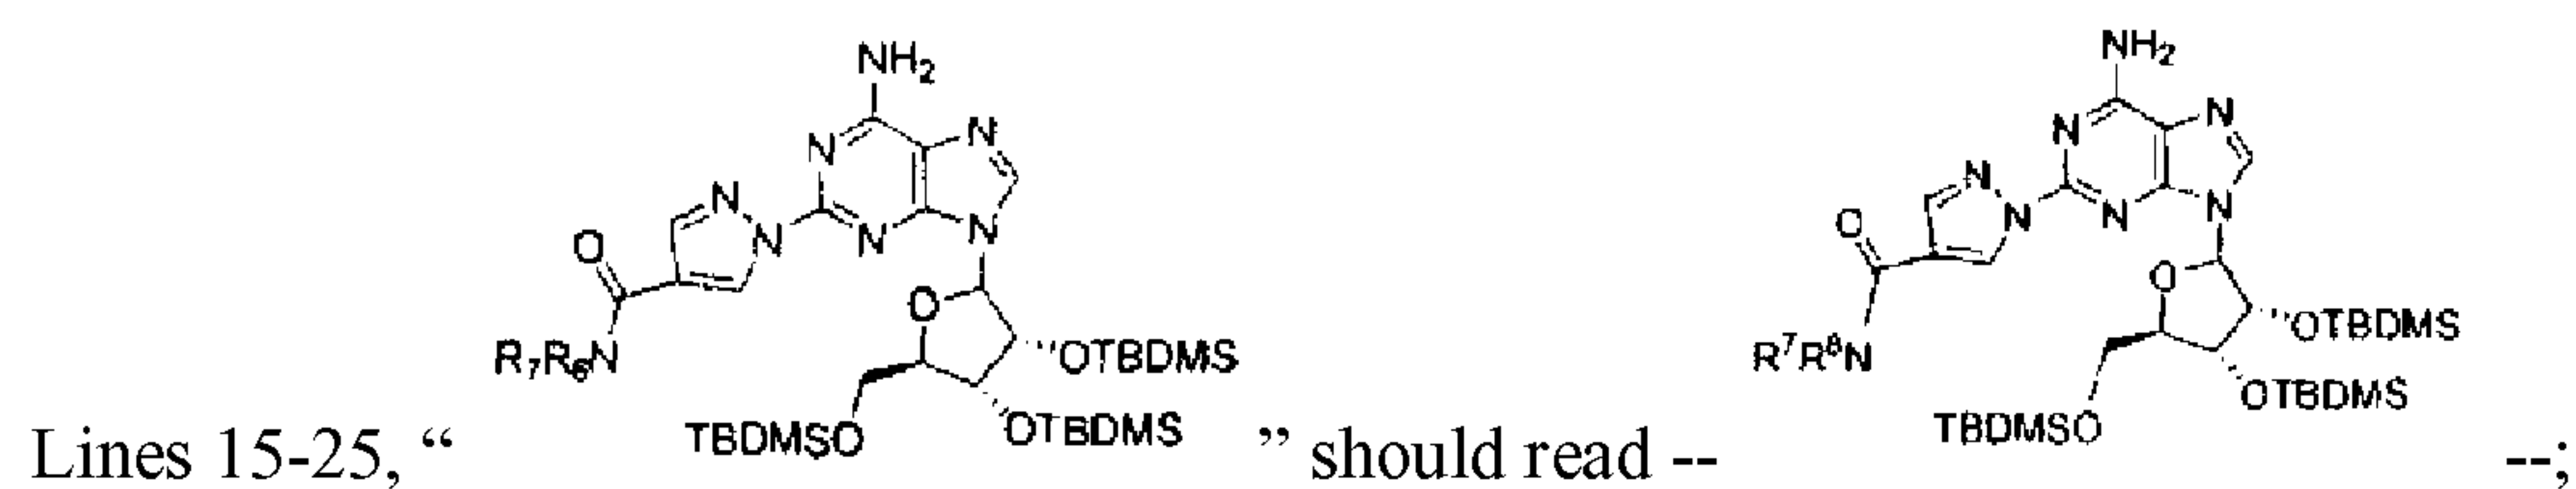 NH₂
N
N
N
N
N
N
O
O
R₇R₆N
OTBDMS
OTBDMS
TBDMSO
NH₂
N
N
N
N
N
N
O
O
R⁷R⁸N
OTBDMS
OTBDMS
TBDMSO
Lines 15-25, “ ” should read -- --;